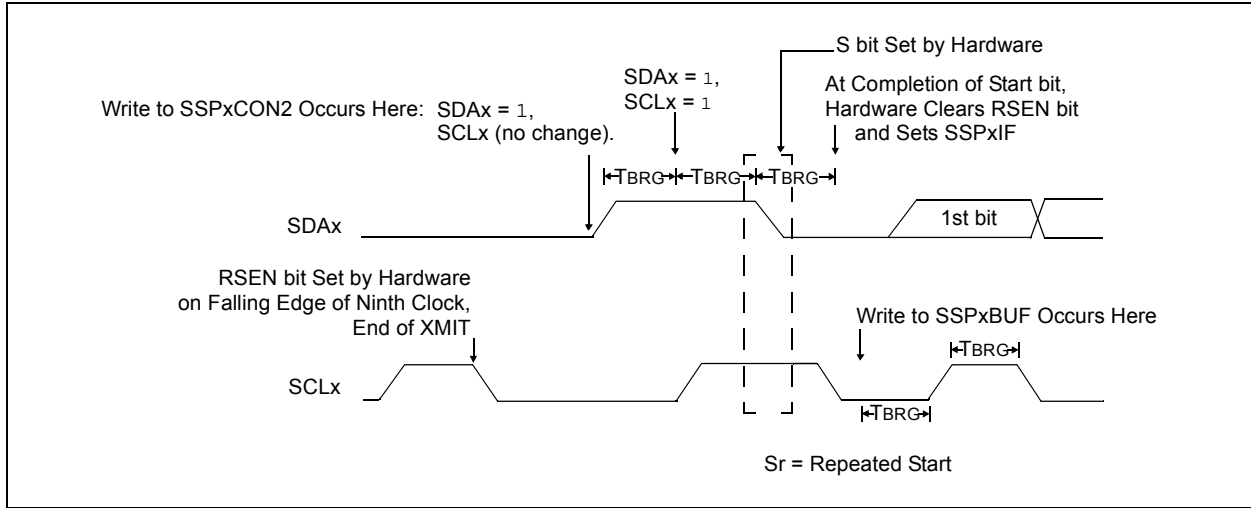 S bit Set by Hardware
SDAx = 1,
SCLx = 1
At Completion of Start bit,
Hardware Clears RSEN bit
and Sets SSPxIF
Write to SSPxCON2 Occurs Here: SDAx = 1,
SCLx (no change).
TBRG TBRG TBRG
SDAx
1st bit
RSEN bit Set by Hardware
on Falling Edge of Ninth Clock,
End of XMIT
Write to SSPxBUF Occurs Here
TBRG
SCLx
TBRG
Sr = Repeated Start